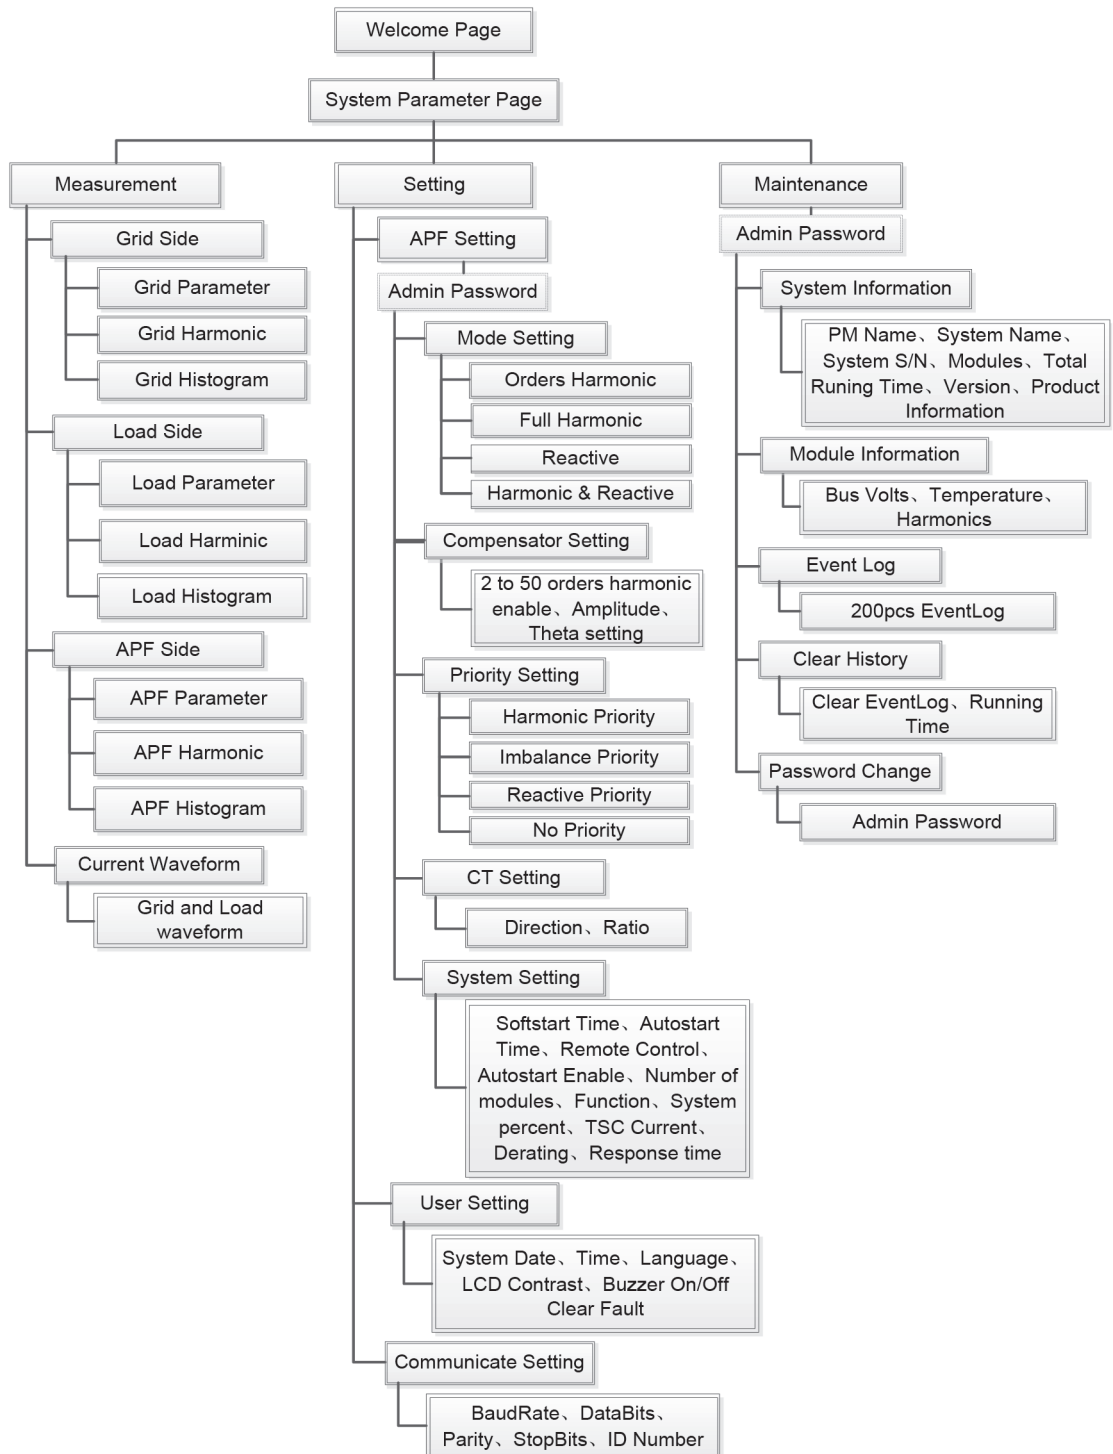 Welcome Page
System Parameter Page
Measurement
Grid Side
Grid Parameter
Grid Harmonic
Grid Histogram
Load Side
Load Parameter
Load Harminic
Load Histogram
APF Side
APF Parameter
APF Harmonic
APF Histogram
Current Waveform
Grid and Load
waveform
Setting
APF Setting
Admin Password
Mode Setting
Orders Harmonic
Full Harmonic
Reactive
Harmonic & Reactive
Compensator Setting
2 to 50 orders harmonic
enable、Amplitude、
Theta setting
Priority Setting
Harmonic Priority
Imbalance Priority
Reactive Priority
No Priority
CT Setting
Direction、Ratio
System Setting
Softstart Time、Autostart
Time、Remote Control、
Autostart Enable、Number of
modules、Function、System
percent、TSC Current、
Derating、Response time
User Setting
System Date、Time、Language、
LCD Contrast、Buzzer On/Off
Clear Fault
Communicate Setting
BaudRate、DataBits、
Parity、StopBits、ID Number
Maintenance
Admin Password
System Information
PM Name、System Name、
System S/N、Modules、Total
Runing Time、Version、Product
Information
Module Information
Bus Volts、Temperature、
Harmonics
Event Log
200pcs EventLog
Clear History
Clear EventLog、Running
Time
Password Change
Admin Password